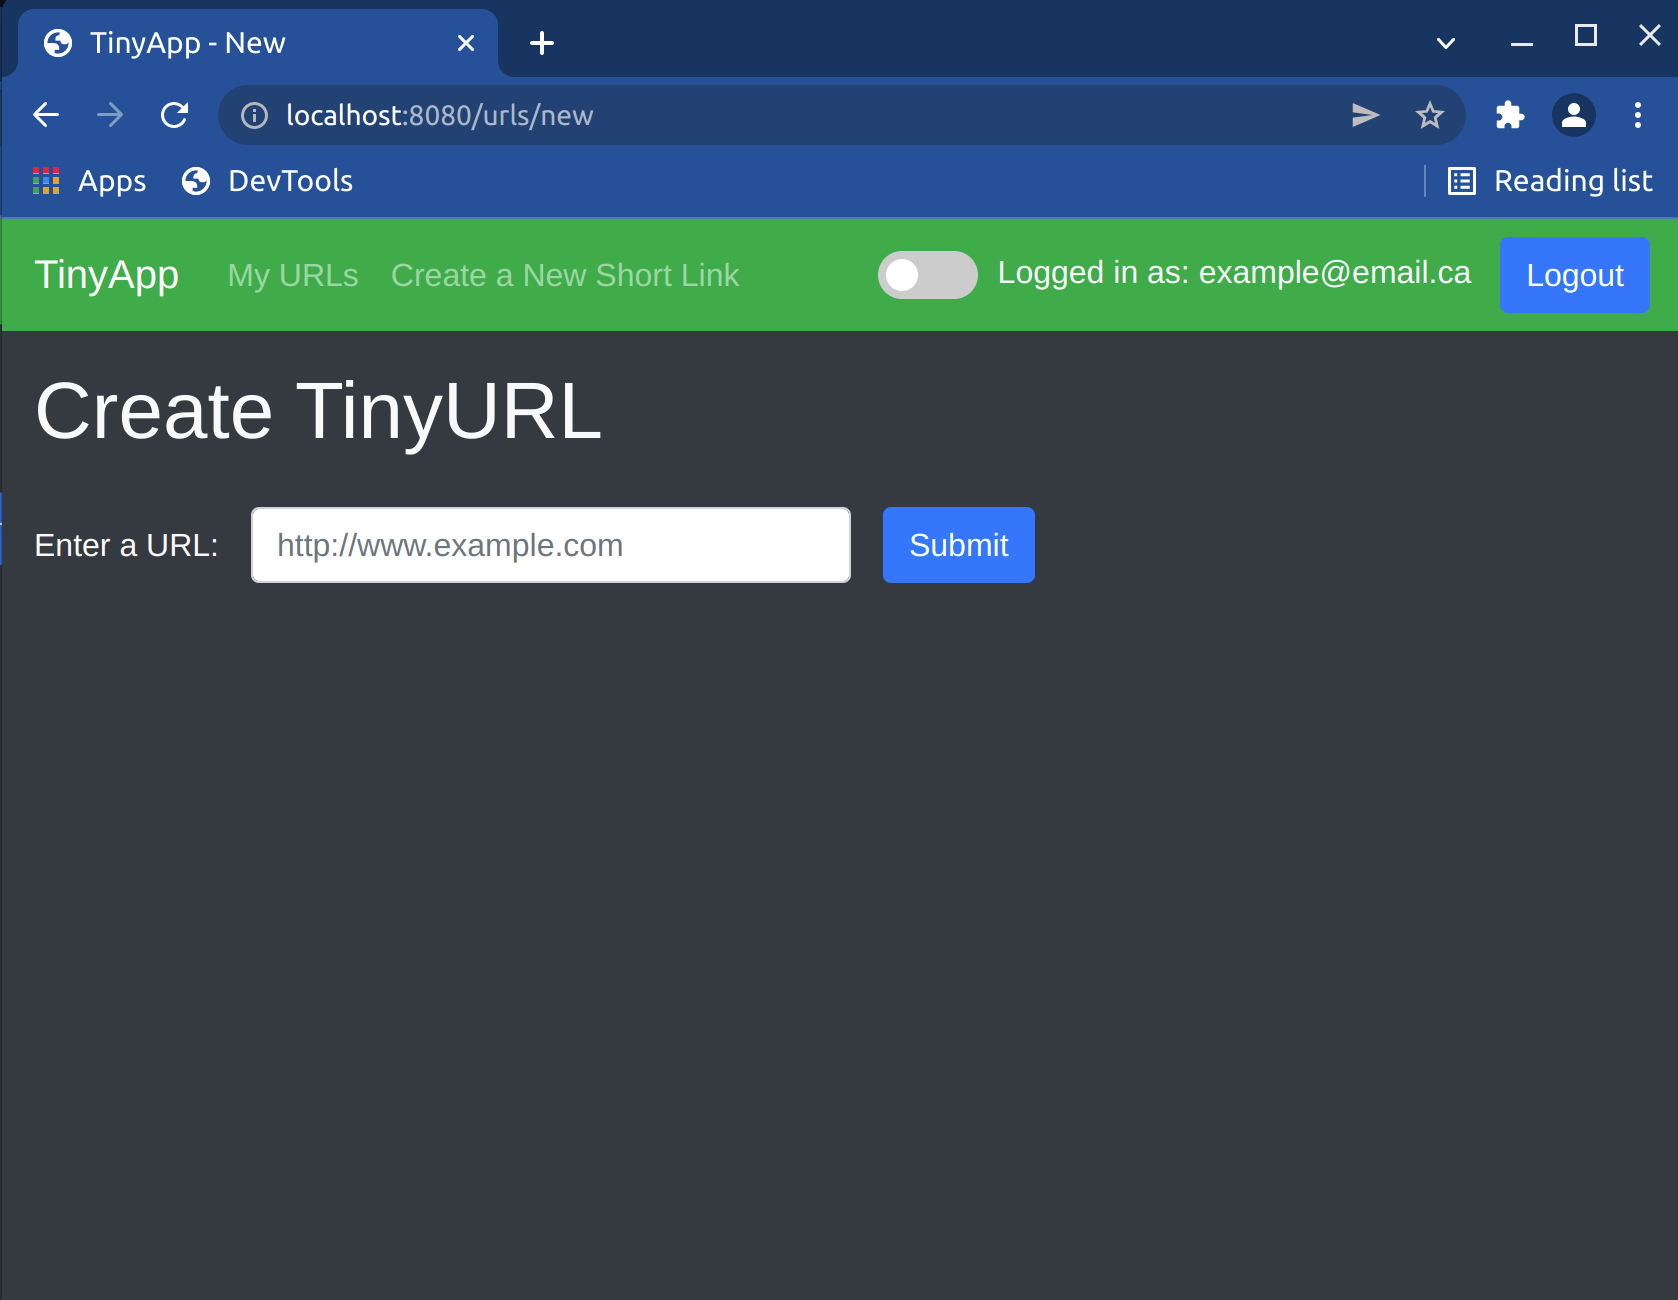 TinyApp - New
localhost:8080/urls/new
Apps DevTools Reading list
TinyApp My URLs Create a New Short Link Logged in as: example@email.ca Logout
Create TinyURL
Enter a URL: http://www.example.com Submit